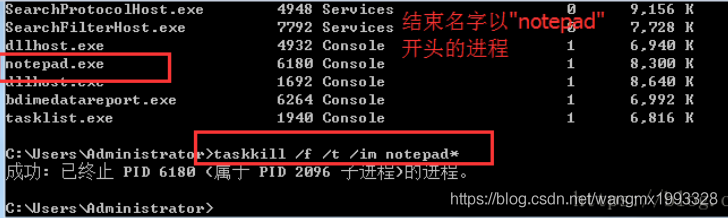 SearchProtocolHost.exe 4948 Services 0 9,156 K
SearchFilterHost.exe 7792 Services 0 7,728 K
dllhost.exe 4932 Console 1 6,940 K
notepad.exe 6180 Console 1 8,300 K
dllhost.exe 1692 Console 1 8,640 K
bdimedatareport.exe 6264 Console 1 6,992 K
tasklist.exe 1940 Console 1 6,816 K
结束名字以"notepad"
开头的进程
C:\Users\Administrator>taskkill /f /t /im notepad*
成功: 已终止 PID 6180 (属于 PID 2096 子进程)的进程。
C:\Users\Administrator>
https://blog.csdn.net/wangmx1993328